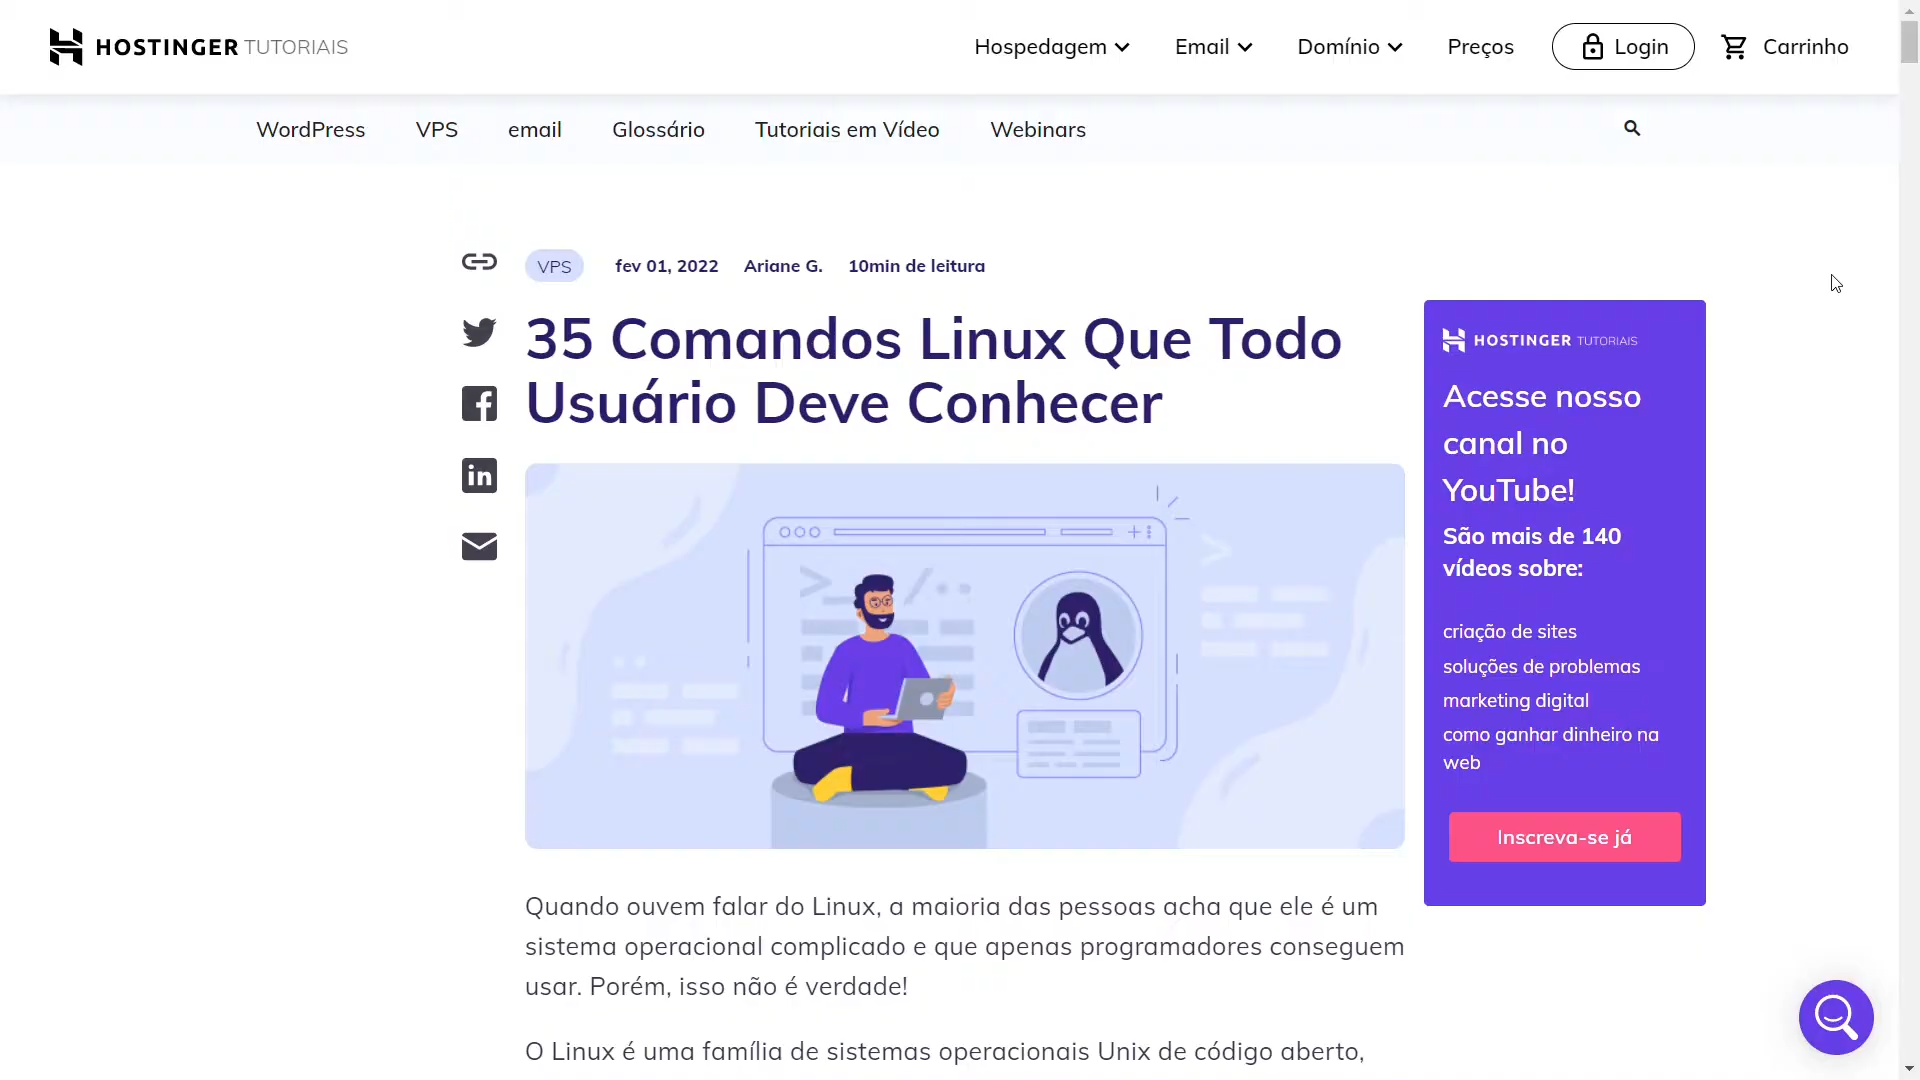 HOSTINGER TUTORIAIS
Hospedagem
Email
Domínio
Preços
Login
Carrinho
WordPress
VPS
email
Glossário
Tutoriais em Vídeo
Webinars
VPS
fev 01, 2022
Ariane G.
10min de leitura
35 Comandos Linux Que Todo
Usuário Deve Conhecer
Quando ouvem falar do Linux, a maioria das pessoas acha que ele é um
sistema operacional complicado e que apenas programadores conseguem
usar. Porém, isso não é verdade!
O Linux é uma família de sistemas operacionais Unix de código aberto,
HOSTINGER TUTORIAIS
Acesse nosso
canal no
YouTube!
São mais de 140
vídeos sobre:
criação de sites
soluções de problemas
marketing digital
como ganhar dinheiro na
web
Inscreva-se já